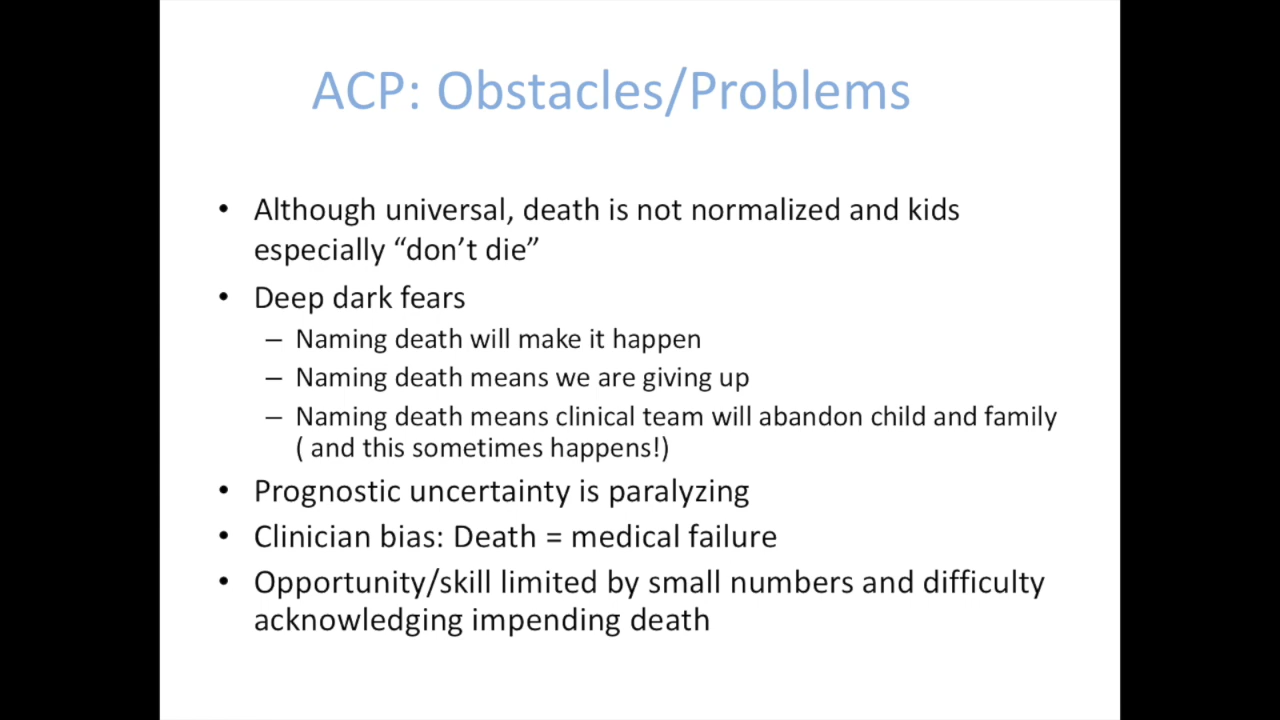 ACP: Obstacles/Problems
• Although universal, death is not normalized and kids
especially “don’t die”
• Deep dark fears
– Naming death will make it happen
– Naming death means we are giving up
– Naming death means clinical team will abandon child and family
( and this sometimes happens!)
• Prognostic uncertainty is paralyzing
• Clinician bias: Death = medical failure
• Opportunity/skill limited by small numbers and difficulty
acknowledging impending death